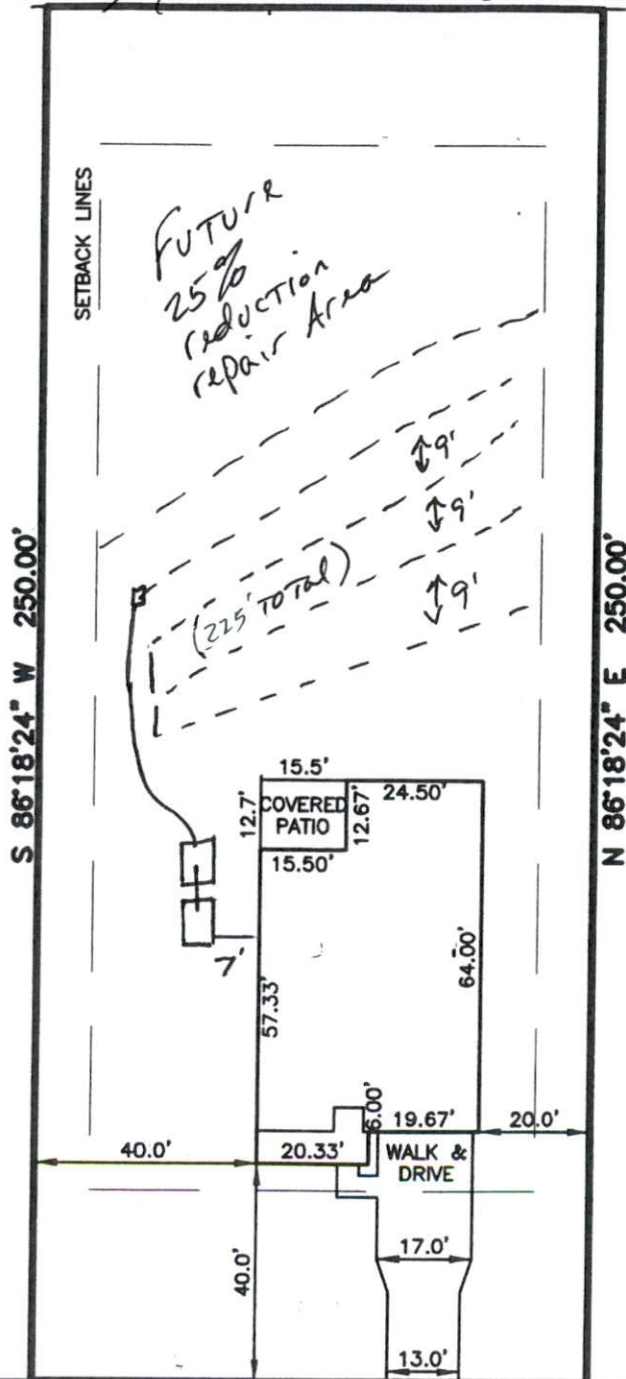 SETBACK LINES
FUTURE
25%
reduction
repair Area
9'
9'
(225' TOTAL)
9'
S 86°18'24" W 250.00'
N 86°18'24" E 250.00'
15.5'
24.50'
12.7'
COVERED
PATIO
12.67'
15.50'
7'
57.33'
64.00'
6.00'
19.67'
20.0'
40.0'
20.33'
WALK &
DRIVE
40.0'
17.0'
13.0'